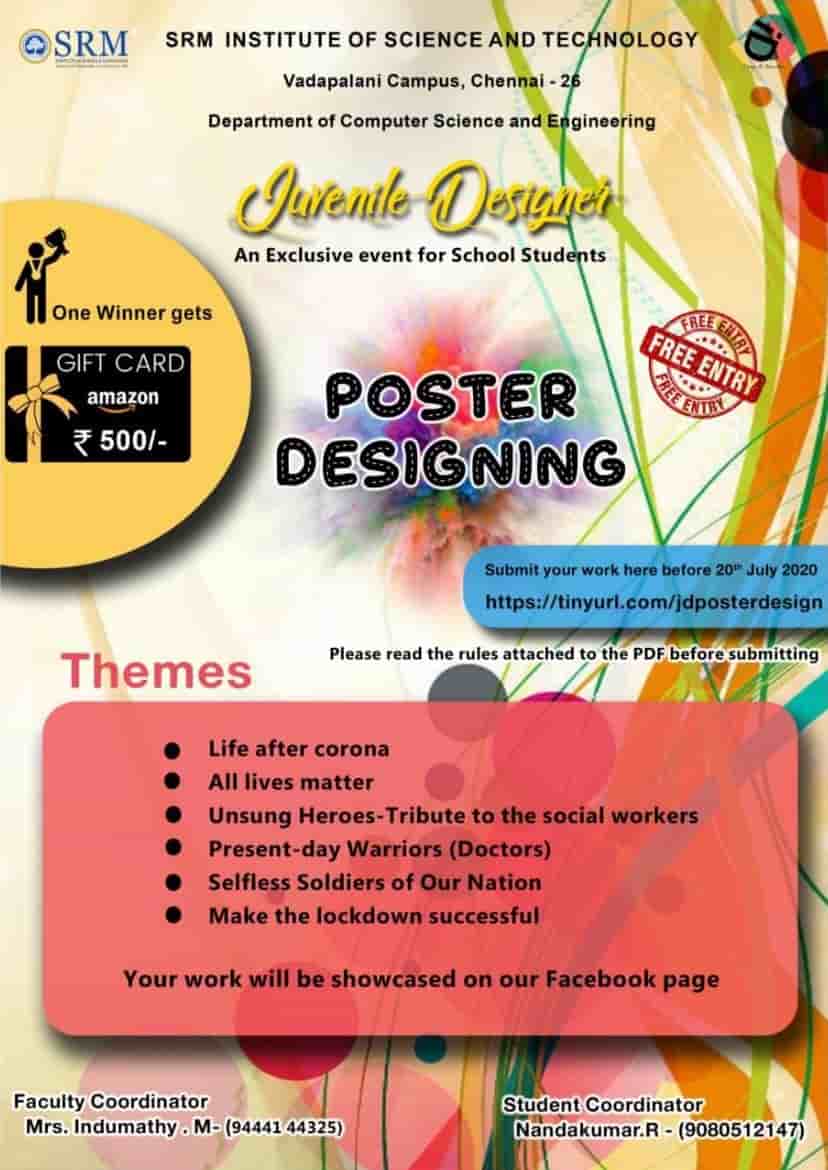 SRM
SRM INSTITUTE OF SCIENCE AND TECHNOLOGY
Vadapalani Campus, Chennai - 26
Department of Computer Science and Engineering
Juvenile Designer
An Exclusive event for School Students
One Winner gets
GIFT CARD
amazon
₹ 500/-
FREE ENTRY
FREE ENTRY
FREE ENTRY
POSTER
DESIGNING
Submit your work here before 20th July 2020
https://tinyurl.com/jdposterdesign
Please read the rules attached to the PDF before submitting
Themes
● Life after corona
● All lives matter
● Unsung Heroes-Tribute to the social workers
● Present-day Warriors (Doctors)
● Selfless Soldiers of Our Nation
● Make the lockdown successful
Your work will be showcased on our Facebook page
Faculty Coordinator
Mrs. Indumathy . M- (94441 44325)
Student Coordinator
Nandakumar.R - (9080512147)